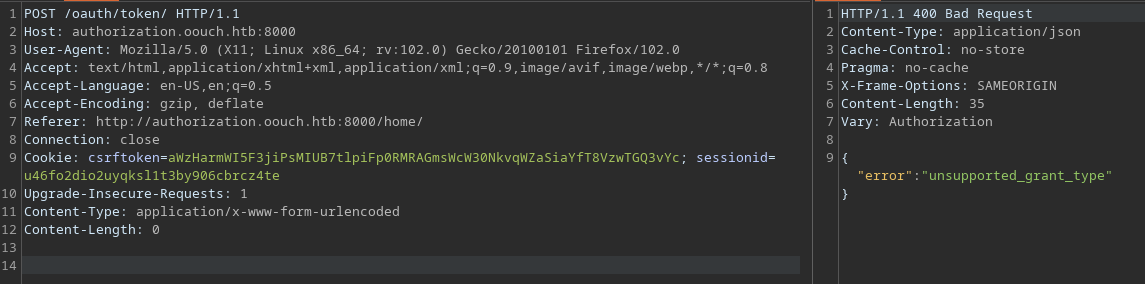 1 POST /oauth/token/ HTTP/1.1
2 Host: authorization.oouch.htb:8000
3 User-Agent: Mozilla/5.0 (X11; Linux x86_64; rv:102.0) Gecko/20100101 Firefox/102.0
4 Accept: text/html,application/xhtml+xml,application/xml;q=0.9,image/avif,image/webp,*/*;q=0.8
5 Accept-Language: en-US,en;q=0.5
6 Accept-Encoding: gzip, deflate
7 Referer: http://authorization.oouch.htb:8000/home/
8 Connection: close
9 Cookie: csrftoken=aWzHarmWI5F3jiPsMIUB7tlpiFp0RMRAGmsWcW30NkvqWZaSiaYfT8VzwTGQ3vYc; sessionid=
u46fo2dio2uyqksl1t3by906cbrcz4te
10 Upgrade-Insecure-Requests: 1
11 Content-Type: application/x-www-form-urlencoded
12 Content-Length: 0
13
14
1 HTTP/1.1 400 Bad Request
2 Content-Type: application/json
3 Cache-Control: no-store
4 Pragma: no-cache
5 X-Frame-Options: SAMEORIGIN
6 Content-Length: 35
7 Vary: Authorization
8
9 {
"error":"unsupported_grant_type"
}